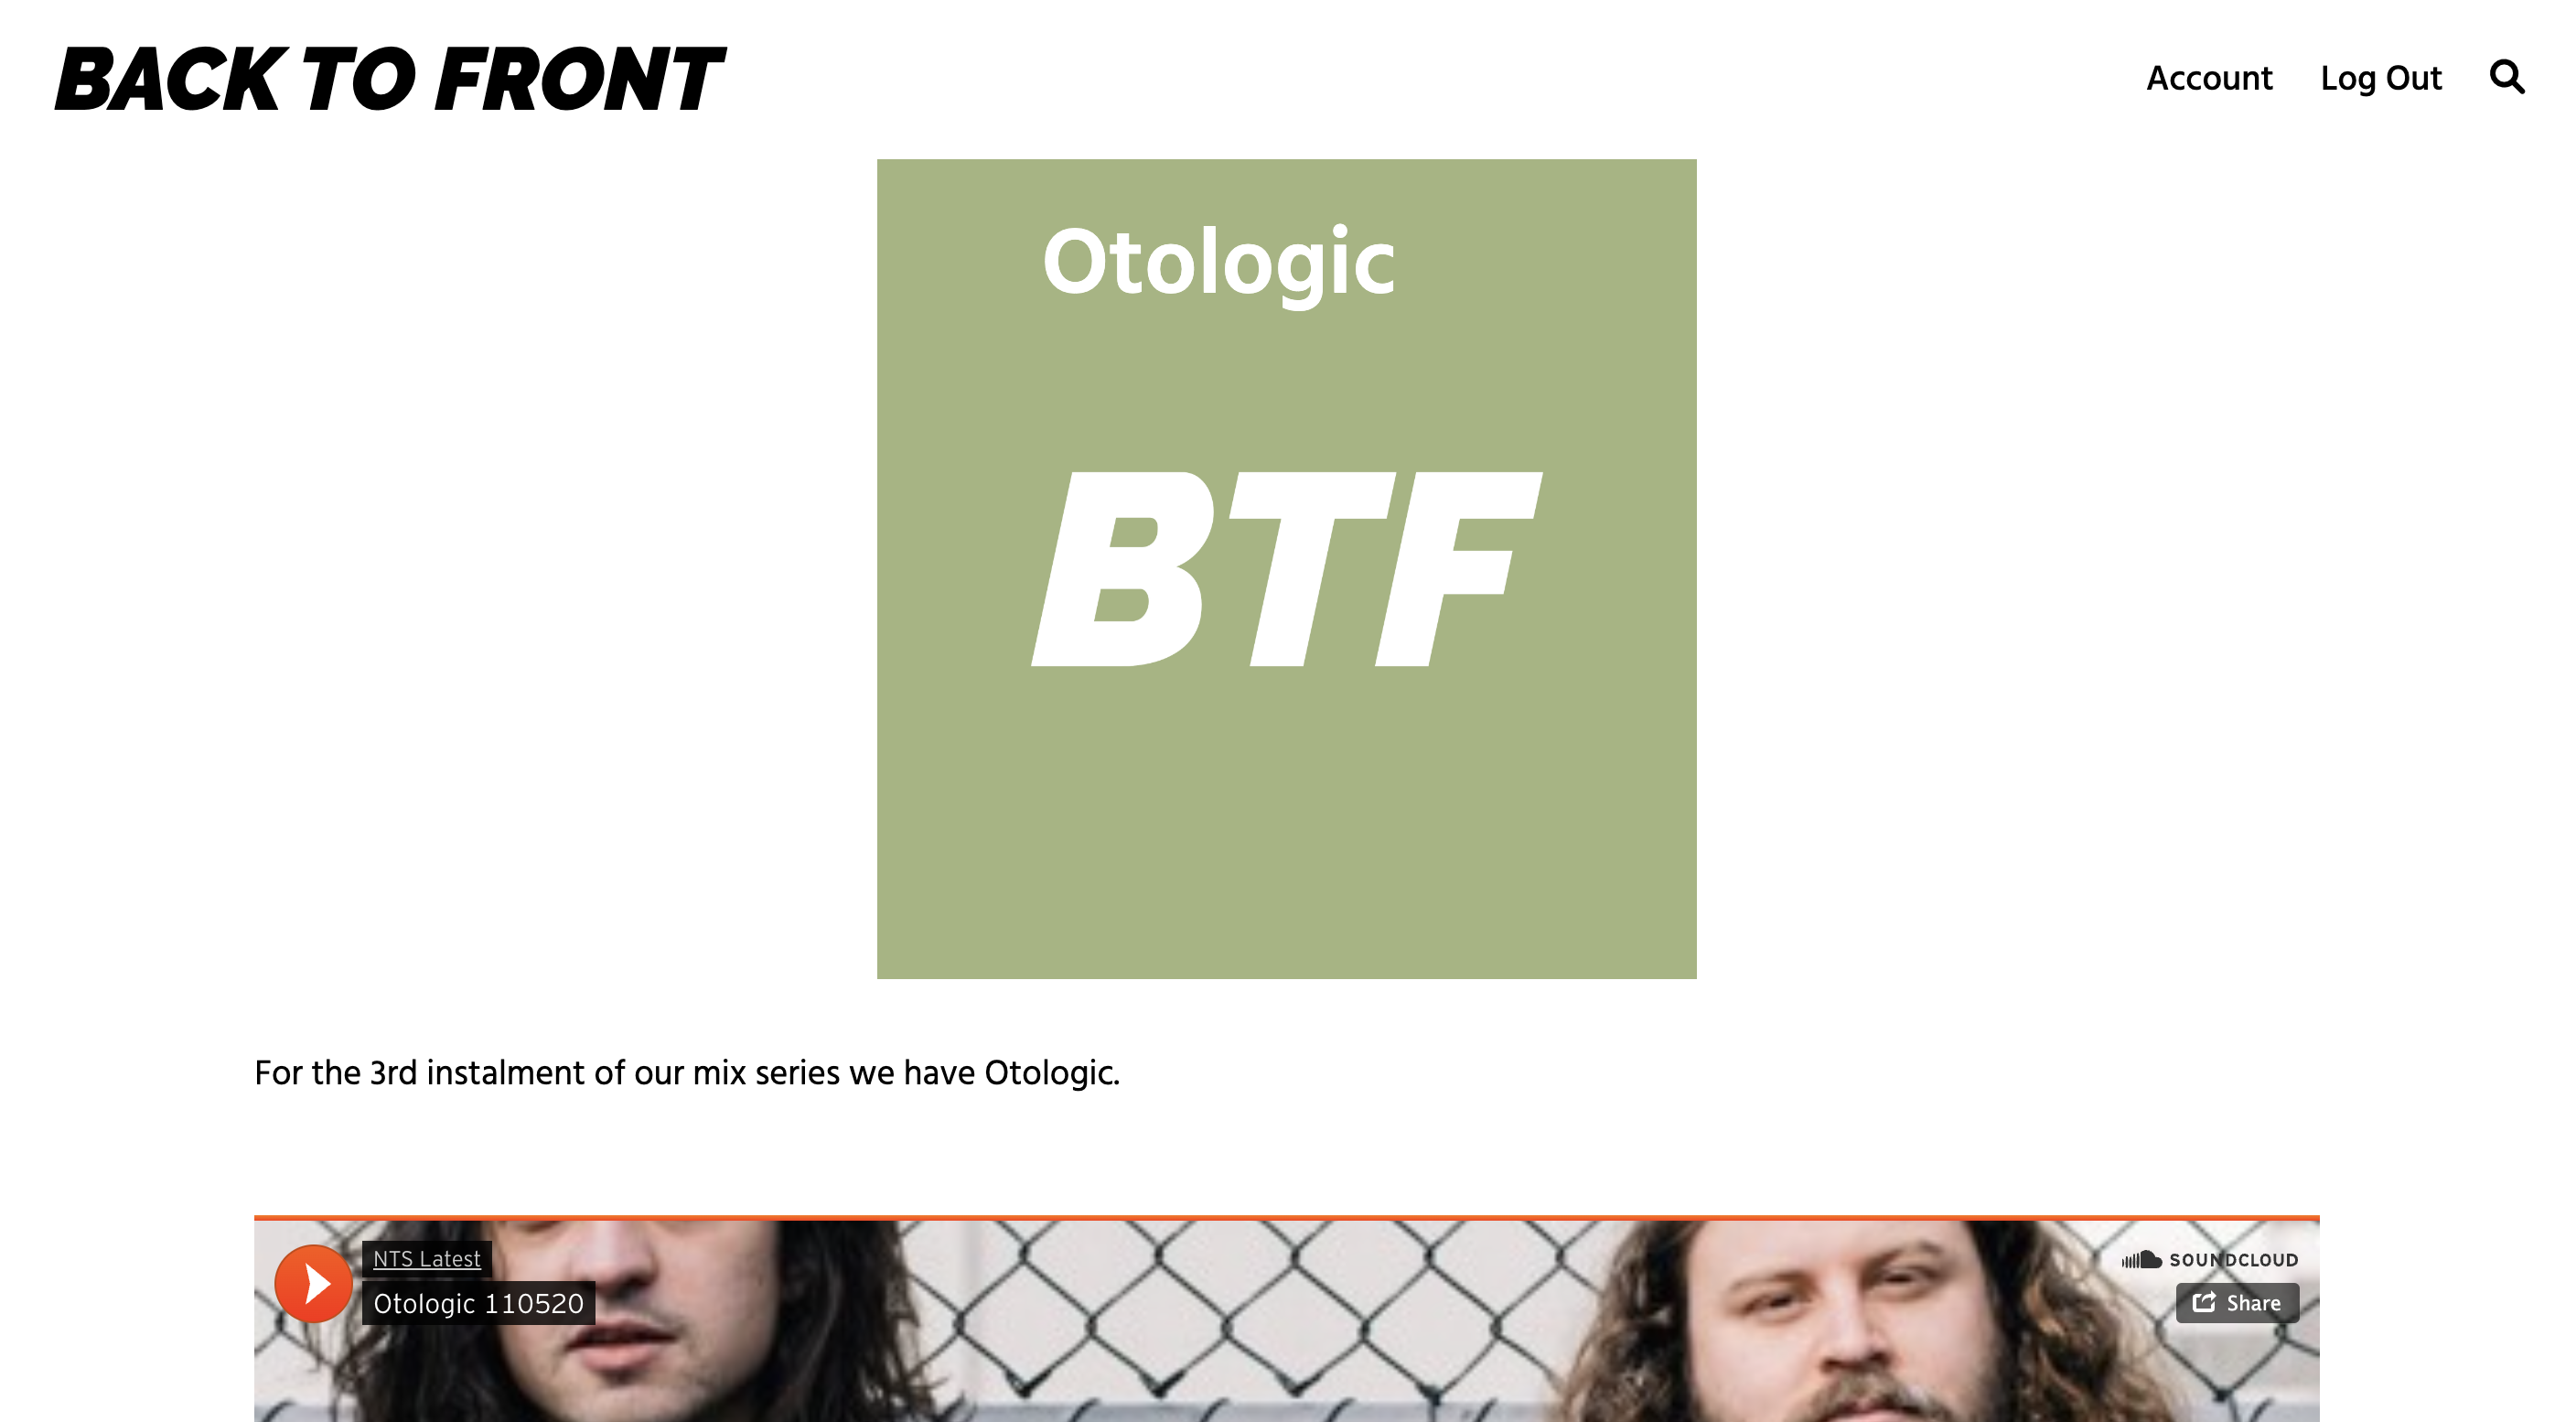 BACK TO FRONT
Account
Log Out
Otologic
BTF
For the 3rd instalment of our mix series we have Otologic.
NTS Latest
Otologic 110520
SOUNDCLOUD
Share